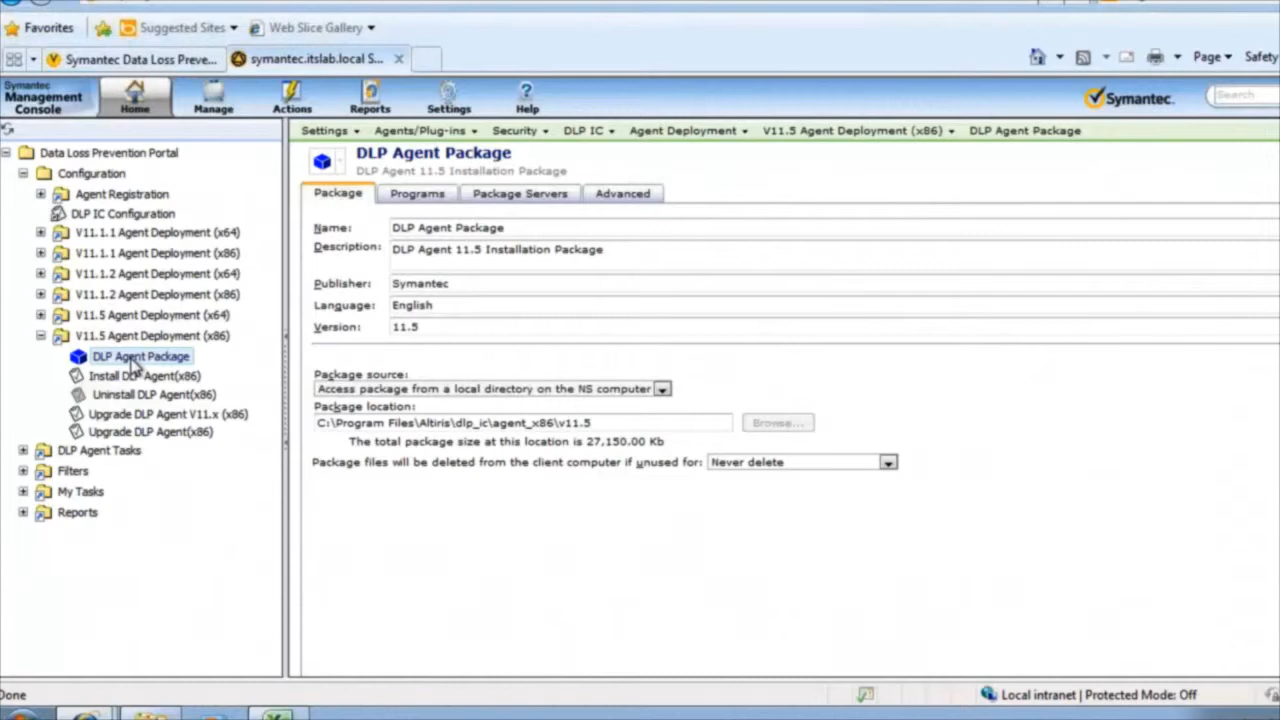 Favorites Suggested Sites Web Slice Gallery
Symantec Data Loss Preve... symantec.itslab.local S... Page Safety
Symantec
Management
Console
Home Manage Actions Reports Settings Help
Symantec.
Search
Settings Agents/Plug-ins Security DLP IC Agent Deployment V11.5 Agent Deployment (x86) DLP Agent Package
Data Loss Prevention Portal
Configuration
Agent Registration
DLP IC Configuration
V11.1.1 Agent Deployment (x64)
V11.1.1 Agent Deployment (x86)
V11.1.2 Agent Deployment (x64)
V11.1.2 Agent Deployment (x86)
V11.5 Agent Deployment (x64)
V11.5 Agent Deployment (x86)
DLP Agent Package
Install DLP Agent(x86)
Uninstall DLP Agent(x86)
Upgrade DLP Agent V11.x (x86)
Upgrade DLP Agent(x86)
DLP Agent Tasks
Filters
My Tasks
Reports
DLP Agent Package
DLP Agent 11.5 Installation Package
Package Programs Package Servers Advanced
Name: DLP Agent Package
Description: DLP Agent 11.5 Installation Package
Publisher: Symantec
Language: English
Version: 11.5
Package source:
Access package from a local directory on the NS computer
Package location:
C:\Program Files\Altiris\dlp_ic\agent_x86\v11.5 Browse...
The total package size at this location is 27,150.00 Kb
Package files will be deleted from the client computer if unused for: Never delete
Done Local intranet | Protected Mode: Off